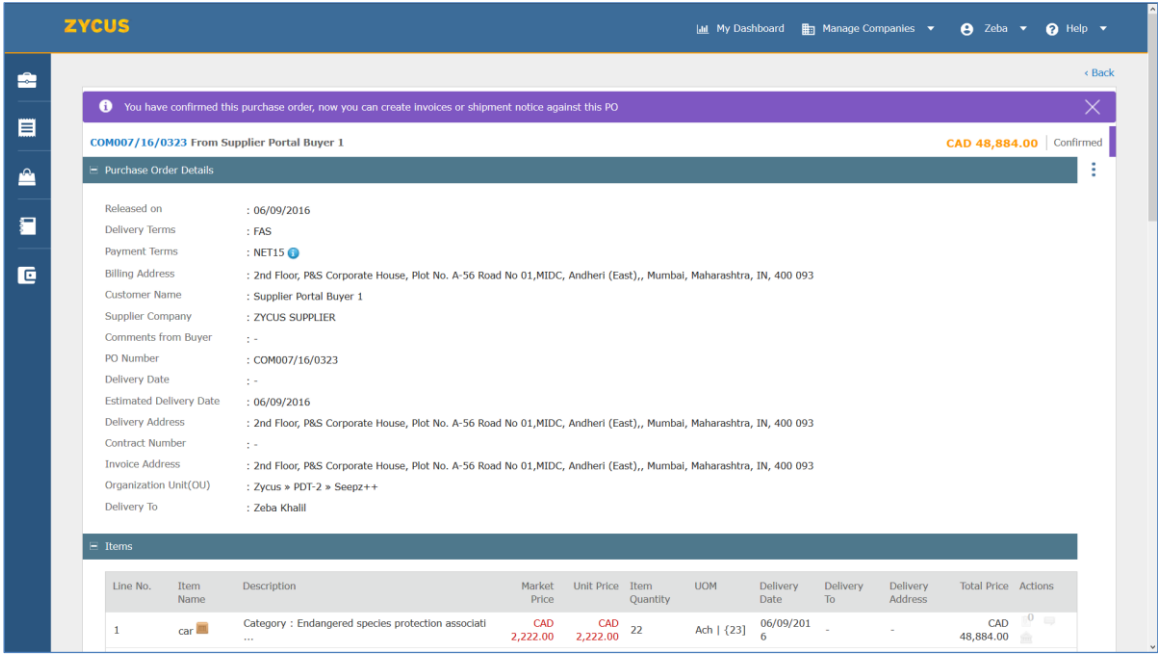 ZYCUS
My Dashboard Manage Companies Zeba Help
‹ Back
You have confirmed this purchase order, now you can create invoices or shipment notice against this PO
COM007/16/0323 From Supplier Portal Buyer 1 CAD 48,884.00 Confirmed
Purchase Order Details
Released on : 06/09/2016
Delivery Terms : FAS
Payment Terms : NET15
Billing Address : 2nd Floor, P&S Corporate House, Plot No. A-56 Road No 01,MIDC, Andheri (East),, Mumbai, Maharashtra, IN, 400 093
Customer Name : Supplier Portal Buyer 1
Supplier Company : ZYCUS SUPPLIER
Comments from Buyer : -
PO Number : COM007/16/0323
Delivery Date : -
Estimated Delivery Date : 06/09/2016
Delivery Address : 2nd Floor, P&S Corporate House, Plot No. A-56 Road No 01,MIDC, Andheri (East),, Mumbai, Maharashtra, IN, 400 093
Contract Number : -
Invoice Address : 2nd Floor, P&S Corporate House, Plot No. A-56 Road No 01,MIDC, Andheri (East),, Mumbai, Maharashtra, IN, 400 093
Organization Unit(OU) : Zycus » PDT-2 » Seepz++
Delivery To : Zeba Khalil
Items
Line No. Item Description Market Unit Price Item UOM Delivery Delivery Delivery Total Price Actions
Name Price Quantity Date To Address
1 car Category : Endangered species protection associati CAD CAD 22 Ach | {23} 06/09/201 - - CAD 0
... 2,222.00 2,222.00 6 48,884.00